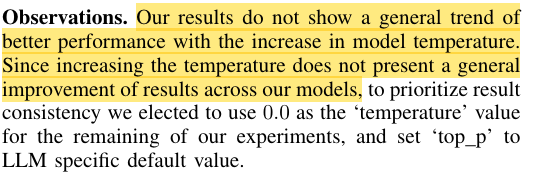 Observations. Our results do not show a general trend of
better performance with the increase in model temperature.
Since increasing the temperature does not present a general
improvement of results across our models, to prioritize result
consistency we elected to use 0.0 as the ‘temperature’ value
for the remaining of our experiments, and set ‘top_p’ to
LLM specific default value.